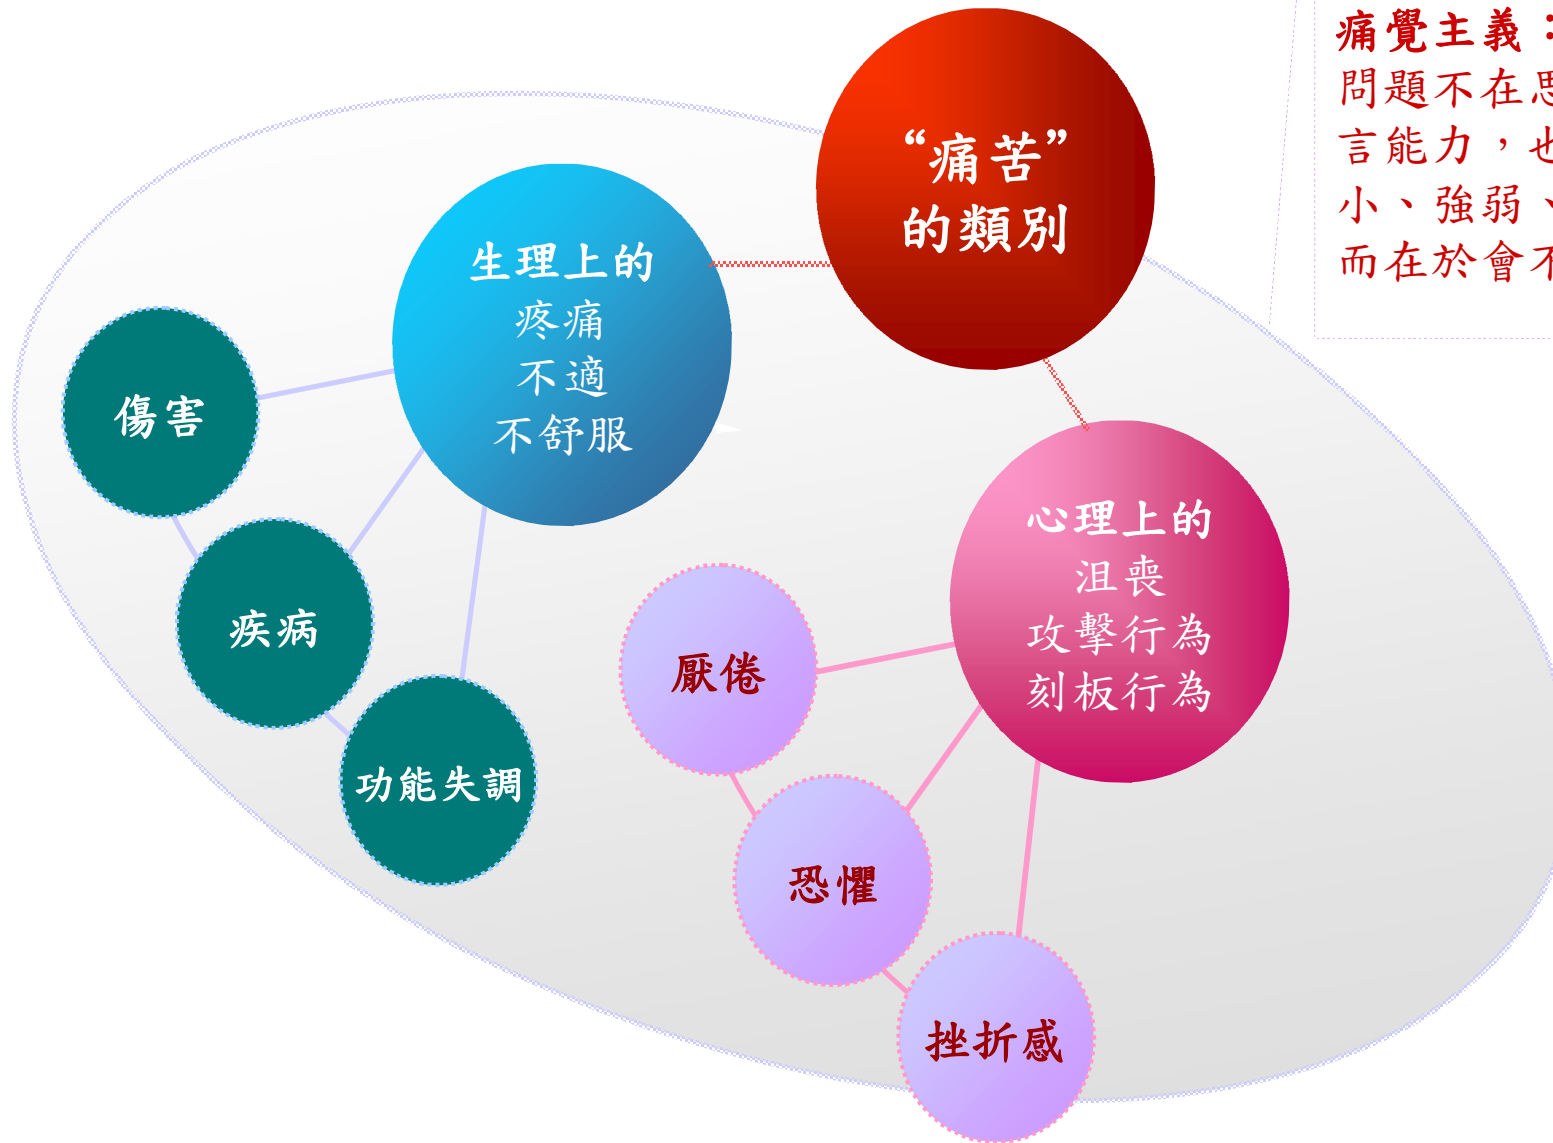 “痛苦”
的類別
生理上的
疼痛
不適
不舒服
傷害
疾病
功能失調
心理上的
沮喪
攻擊行為
刻板行為
厭倦
恐懼
挫折感
痛覺主義：
問題不在思
言能力，也
小、強弱、
而在於會不